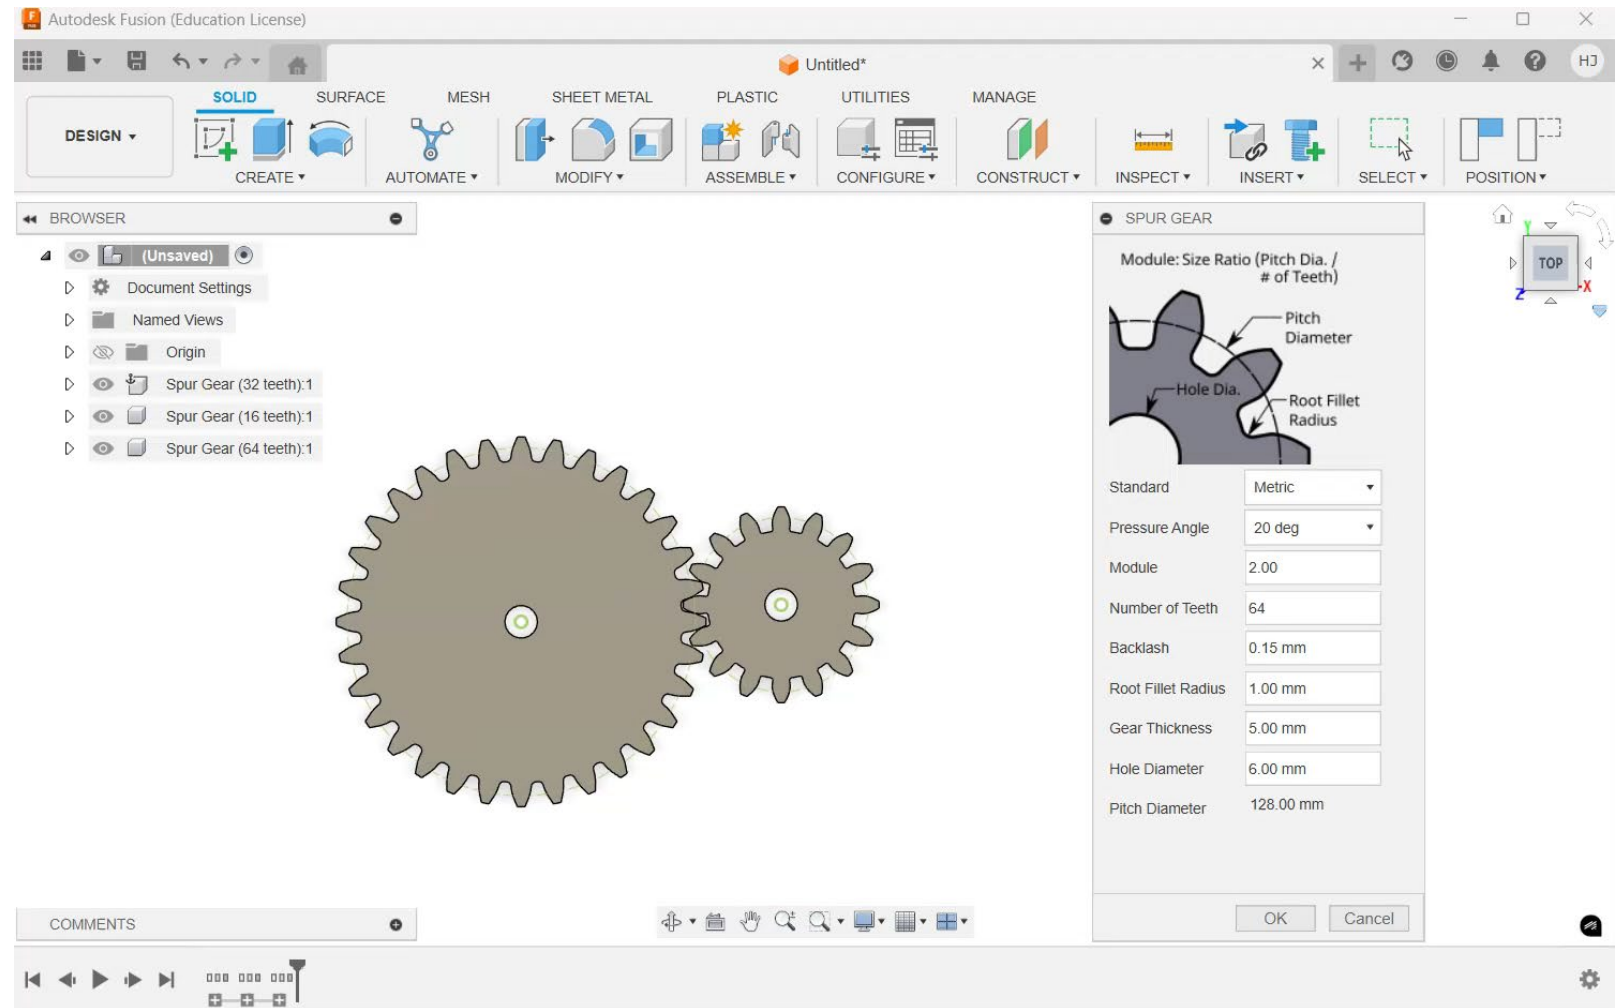 Autodesk Fusion (Education License)
Untitled*
HJ
DESIGN
SOLID SURFACE MESH SHEET METAL PLASTIC UTILITIES MANAGE
CREATE AUTOMATE MODIFY ASSEMBLE CONFIGURE CONSTRUCT INSPECT INSERT SELECT POSITION
BROWSER
(Unsaved)
Document Settings
Named Views
Origin
Spur Gear (32 teeth):1
Spur Gear (16 teeth):1
Spur Gear (64 teeth):1
SPUR GEAR
Module: Size Ratio (Pitch Dia. /
# of Teeth)
Pitch
Diameter
Hole Dia.
Root Fillet
Radius
Standard Metric
Pressure Angle 20 deg
Module 2.00
Number of Teeth 64
Backlash 0.15 mm
Root Fillet Radius 1.00 mm
Gear Thickness 5.00 mm
Hole Diameter 6.00 mm
Pitch Diameter 128.00 mm
OK Cancel
Y
TOP
X
Z
COMMENTS